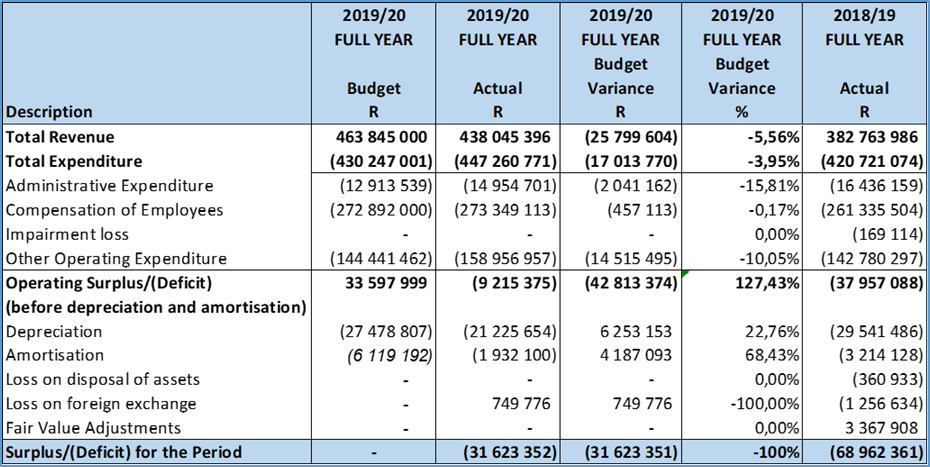 2019/20 2019/20 2019/20 2019/20 2018/19
FULL YEAR FULL YEAR FULL YEAR FULL YEAR FULL YEAR
Budget Budget
Budget Actual Variance Variance Actual
Description R R R % R
Total Revenue 463 845 000 438 045 396 (25 799 604) -5,56% 382 763 986
Total Expenditure (430 247 001) (447 260 771) (17 013 770) -3,95% (420 721 074)
Administrative Expenditure (12 913 539) (14 954 701) (2 041 162) -15,81% (16 436 159)
Compensation of Employees (272 892 000) (273 349 113) (457 113) -0,17% (261 335 504)
Impairment loss - - - 0,00% (169 114)
Other Operating Expenditure (144 441 462) (158 956 957) (14 515 495) -10,05% (142 780 297)
Operating Surplus/(Deficit) 33 597 999 (9 215 375) (42 813 374) 127,43% (37 957 088)
(before depreciation and amortisation)
Depreciation (27 478 807) (21 225 654) 6 253 153 22,76% (29 541 486)
Amortisation (6 119 192) (1 932 100) 4 187 093 68,43% (3 214 128)
Loss on disposal of assets - - - 0,00% (360 933)
Loss on foreign exchange - 749 776 749 776 -100,00% (1 256 634)
Fair Value Adjustments - - - 0,00% 3 367 908
Surplus/(Deficit) for the Period - (31 623 352) (31 623 351) -100% (68 962 361)